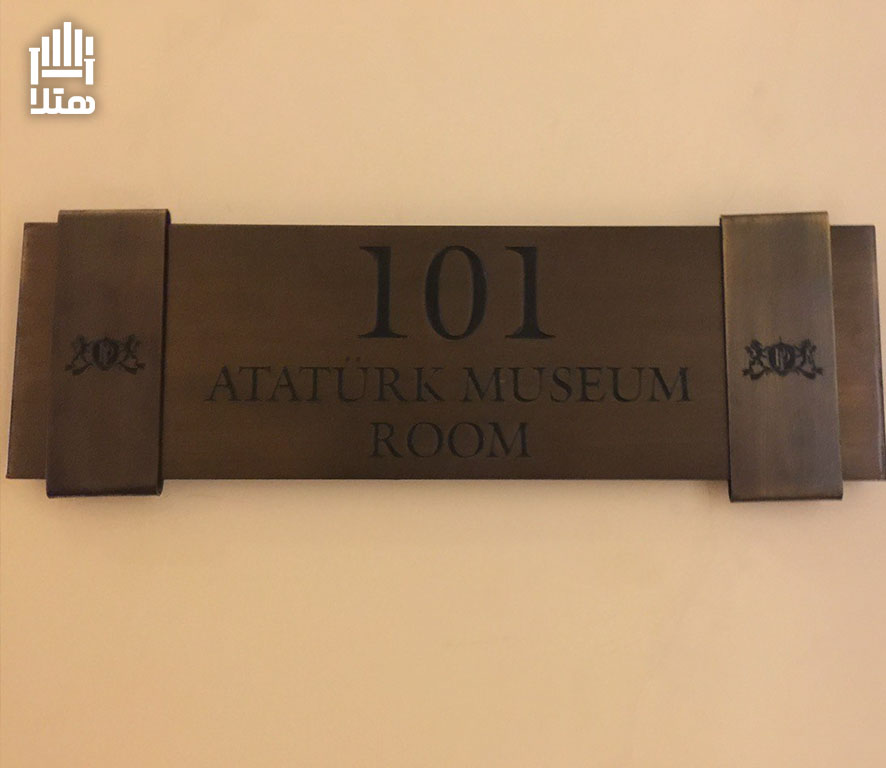 هتلا
101
ATATÜRK MUSEUM
ROOM